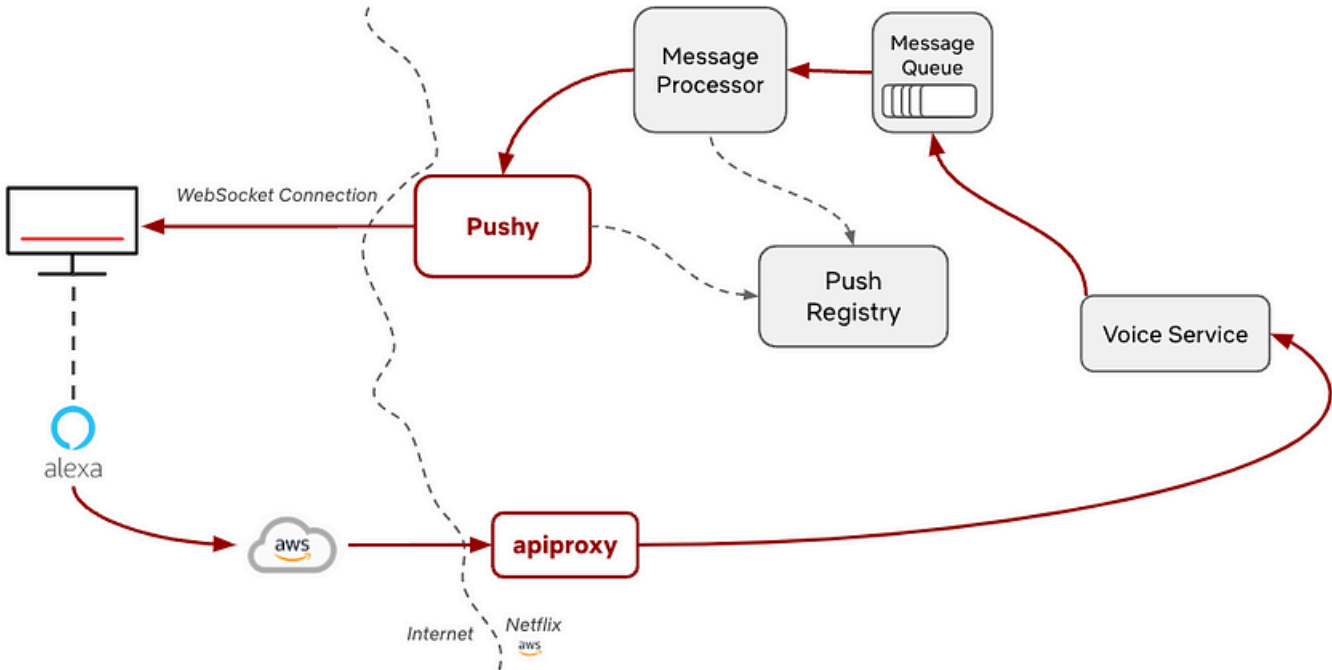 Message
Processor
Message
Queue
WebSocket Connection
Pushy
Push
Registry
Voice Service
alexa
aws
apiproxy
Internet
Netflix
aws